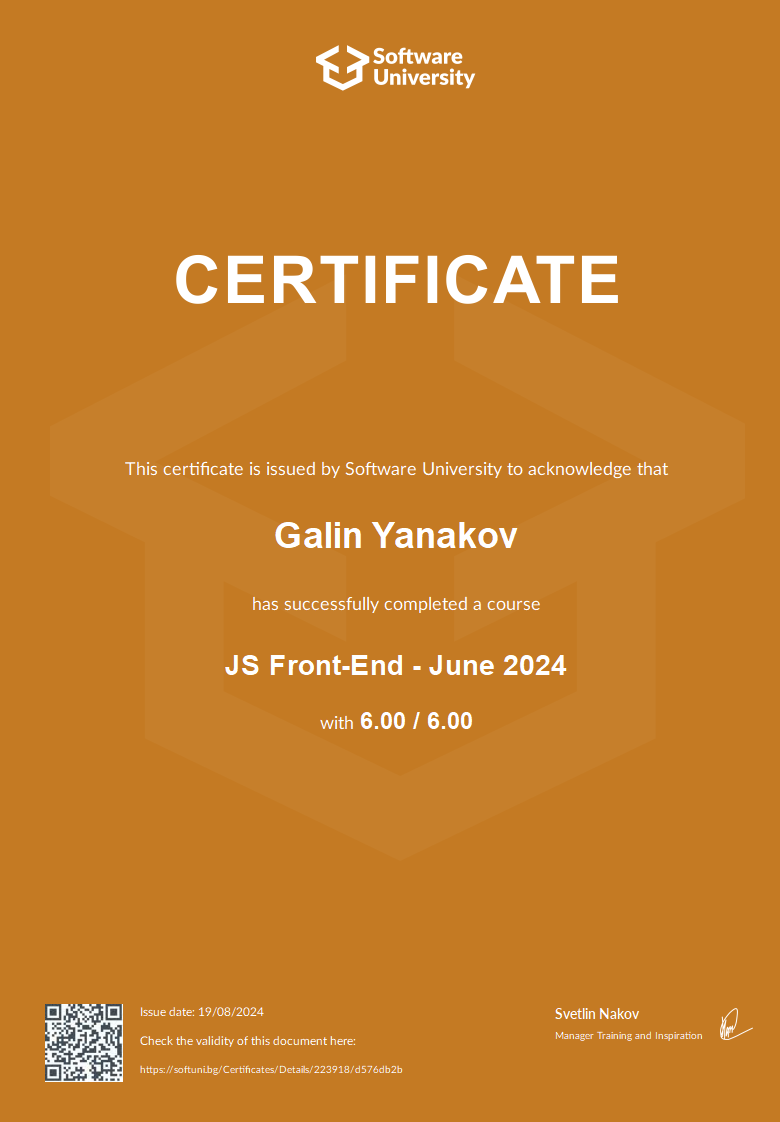 Software
University
CERTIFICATE
This certificate is issued by Software University to acknowledge that
Galin Yanakov
has successfully completed a course
JS Front-End - June 2024
with 6.00 / 6.00
Issue date: 19/08/2024
Check the validity of this document here:
https://softuni.bg/Certificates/Details/223918/d576db2b
Svetlin Nakov
Manager Training and Inspiration